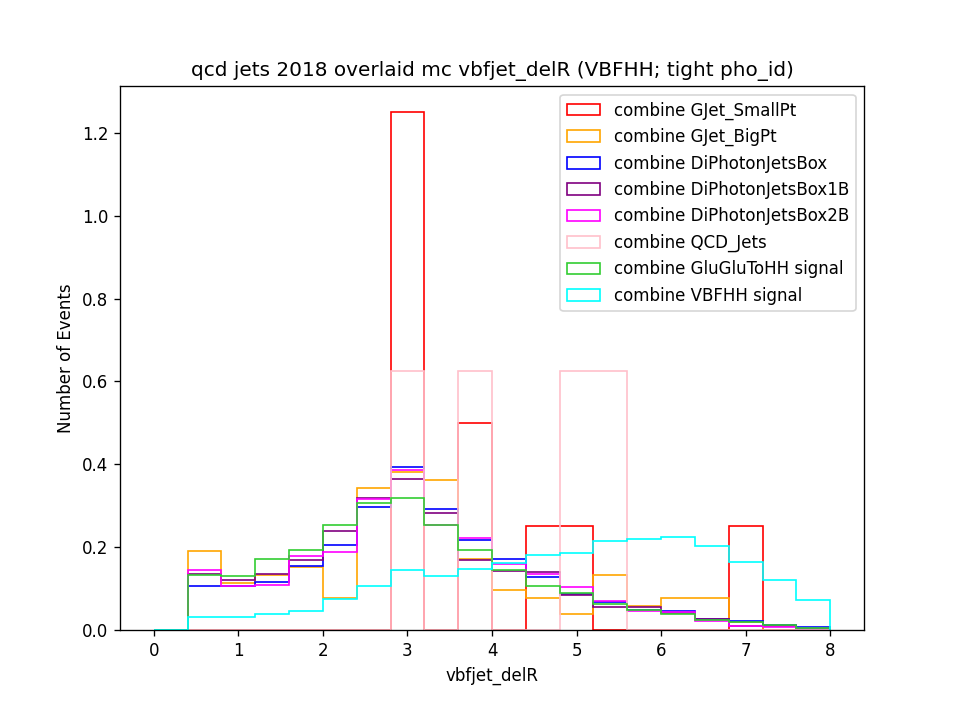 qcd jets 2018 overlaid mc vbfjet_delR (VBFHH; tight pho_id)
combine GJet_SmallPt
combine GJet_BigPt
combine DiPhotonJetsBox
combine DiPhotonJetsBox1B
combine DiPhotonJetsBox2B
combine QCD_Jets
combine GluGluToHH signal
combine VBFHH signal
Number of Events
1.2
1.0
0.8
0.6
0.4
0.2
0.0
0 1 2 3 4 5 6 7 8
vbfjet_delR